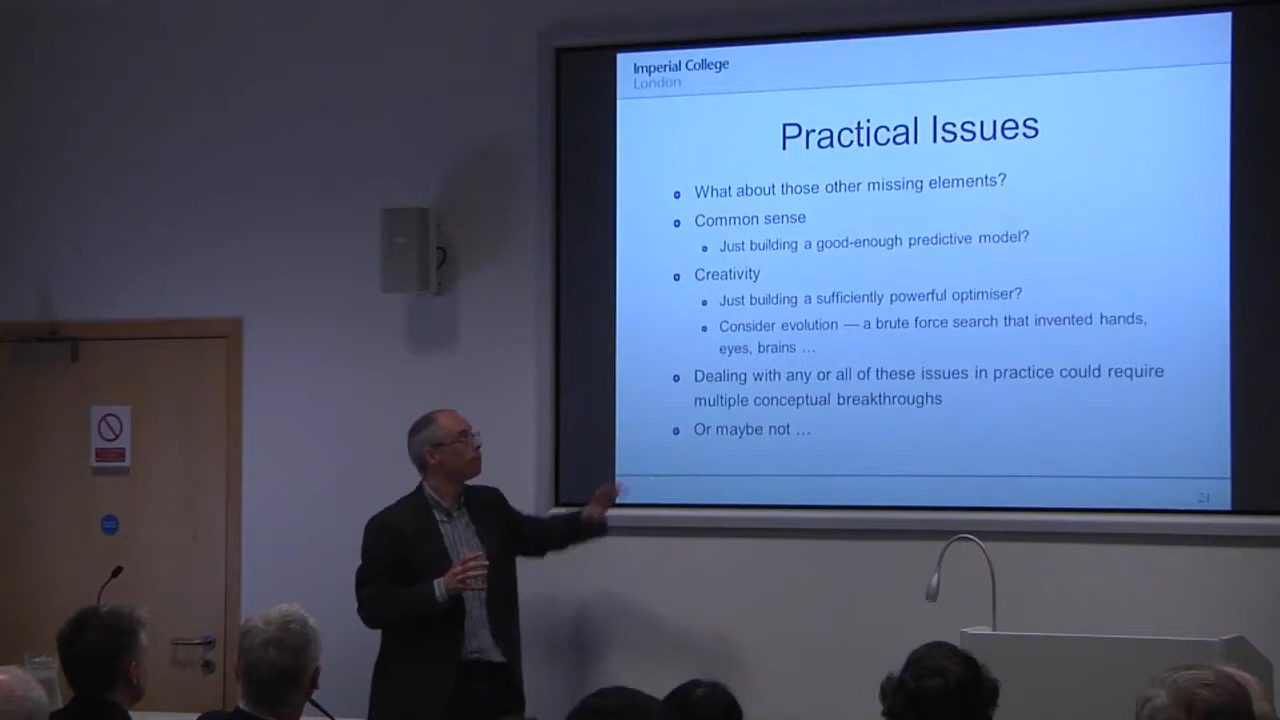 Imperial College
London
Practical Issues
What about those other missing elements?
Common sense
Just building a good-enough predictive model?
Creativity
Just building a sufficiently powerful optimiser?
Consider evolution — a brute force search that invented hands,
eyes, brains …
Dealing with any or all of these issues in practice could require
multiple conceptual breakthroughs
Or maybe not …